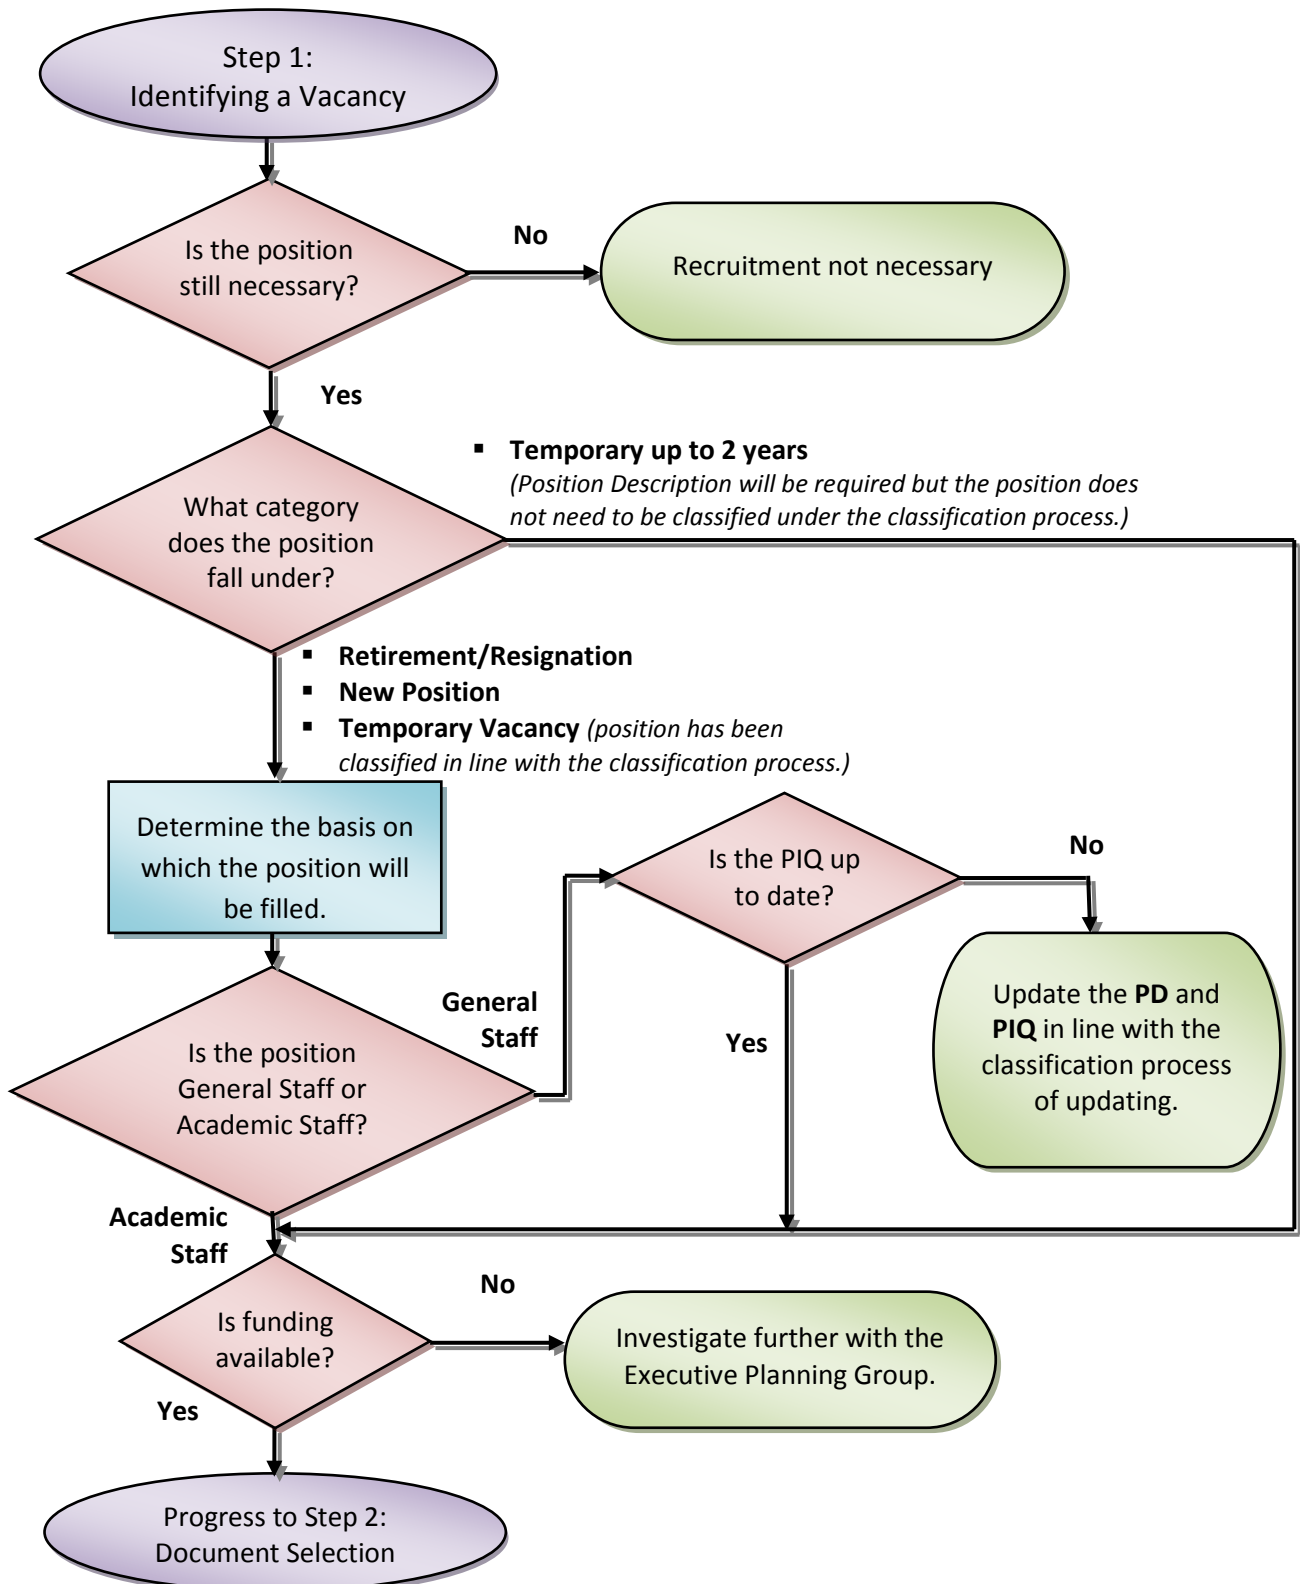 Step 1:
Identifying a Vacancy
Is the position
still necessary?
No
Recruitment not necessary
Yes
▪ Temporary up to 2 years
(Position Description will be required but the position does
not need to be classified under the classification process.)
What category
does the position
fall under?
▪ Retirement/Resignation
▪ New Position
▪ Temporary Vacancy (position has been
classified in line with the classification process.)
Determine the basis on
which the position will
be filled.
Is the PIQ up
to date?
No
Update the PD and
PIQ in line with the
classification process
of updating.
General
Staff
Yes
Is the position
General Staff or
Academic Staff?
Academic
Staff
Is funding
available?
No
Investigate further with the
Executive Planning Group.
Yes
Progress to Step 2:
Document Selection